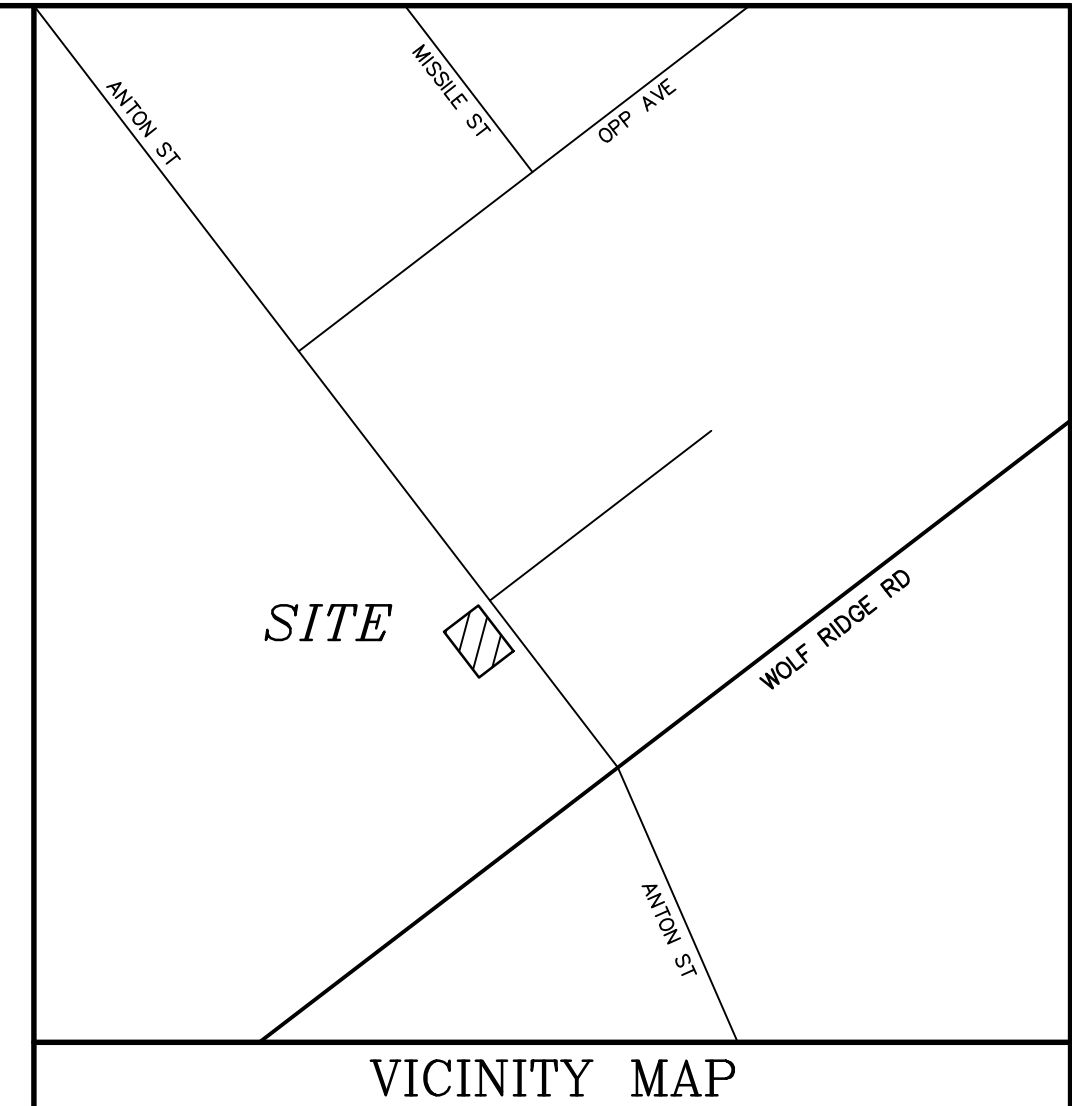 MISSILE ST
ANTON ST
OPP AVE
SITE
WOLF RIDGE RD
ANTON ST
VICINITY MAP